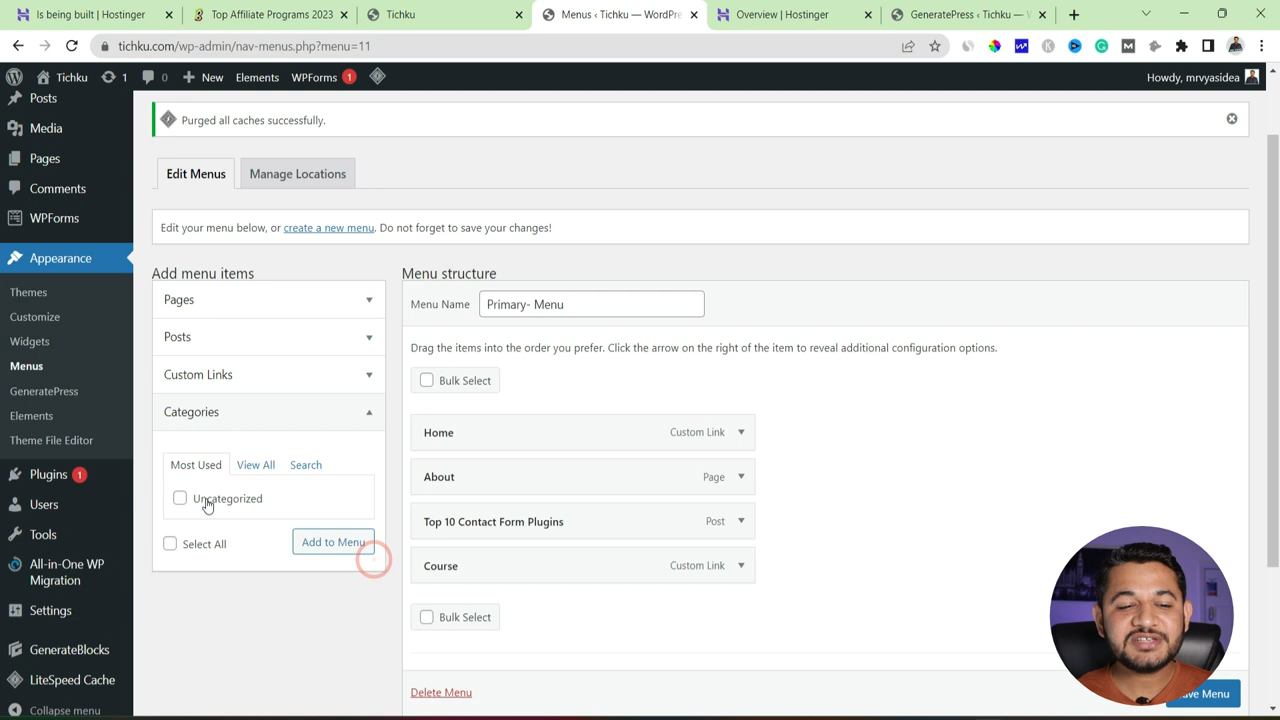 Is being built | Hostinger
Top Affiliate Programs 2023
Tichku
Menus ‹ Tichku — WordPre
Overview | Hostinger
GeneratePress ‹ Tichku — W
tichku.com/wp-admin/nav-menus.php?menu=11
Tichku
1
0
New
Elements
WPForms
1
Howdy, mrvyasidea
Posts
Media
Pages
Comments
WPForms
Appearance
Themes
Customize
Widgets
Menus
GeneratePress
Elements
Theme File Editor
Plugins
1
Users
Tools
All-in-One WP
Migration
Settings
GenerateBlocks
LiteSpeed Cache
Collapse menu
Purged all caches successfully.
Edit Menus
Manage Locations
Edit your menu below, or create a new menu. Do not forget to save your changes!
Add menu items
Pages
Posts
Custom Links
Categories
Most Used
View All
Search
Uncategorized
Select All
Add to Menu
Menu structure
Menu Name
Primary- Menu
Drag the items into the order you prefer. Click the arrow on the right of the item to reveal additional configuration options.
Bulk Select
Home
Custom Link
About
Page
Top 10 Contact Form Plugins
Post
Course
Custom Link
Bulk Select
Delete Menu
Menu